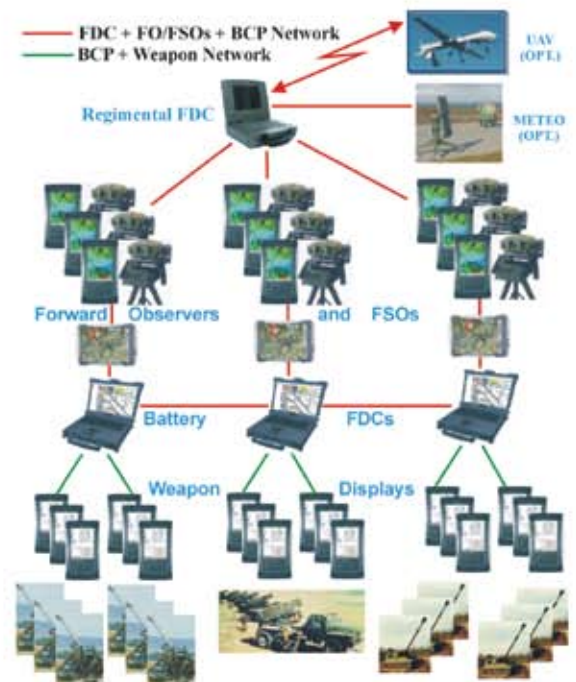 FDC + FO/FSOs + BCP Network
BCP + Weapon Network
UAV
(OPT.)
Regimental FDC
METEO
(OPT.)
Forward Observers and FSOs
Battery FDCs
Weapon Displays